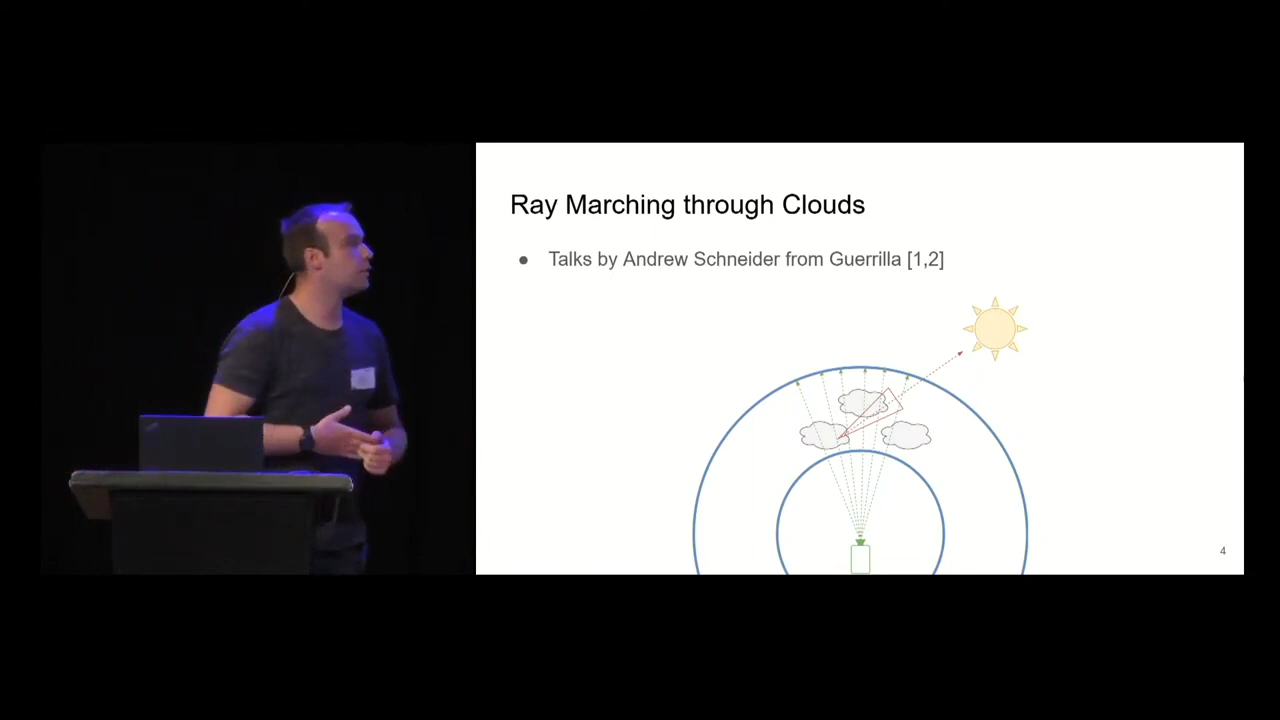 Ray Marching through Clouds
● Talks by Andrew Schneider from Guerrilla [1,2]
4